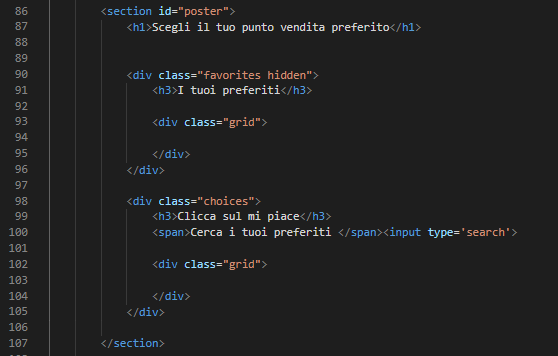 86 <section id="poster">
87 <h1>Scegli il tuo punto vendita preferito</h1>
88
89
90 <div class="favorites hidden">
91 <h3>I tuoi preferiti</h3>
92
93 <div class="grid">
94
95 </div>
96 </div>
97
98 <div class="choices">
99 <h3>Clicca sul mi piace</h3>
100 <span>Cerca i tuoi preferiti </span><input type='search'>
101
102 <div class="grid">
103
104 </div>
105 </div>
106
107 </section>